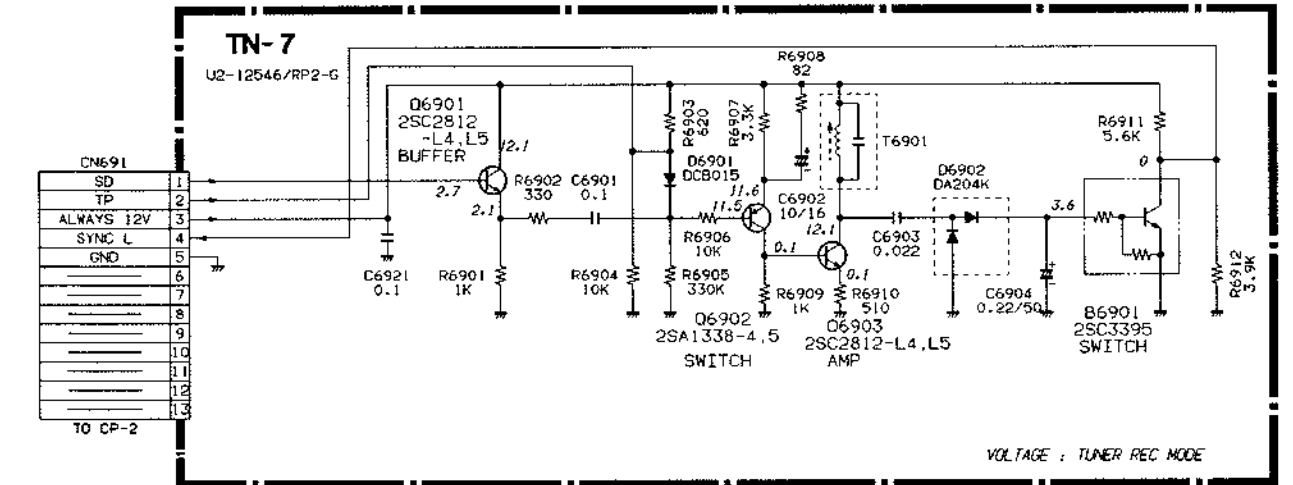 TN-7
U2-12546/RP2-G
Q6901
2SC2812
-L4,L5
BUFFER
12.1
2.7
2.1
R6902
330
C6901
0.1
R6903
620
D6901
DCB015
R6907
3.3K
R6908
82
T6901
11.6
11.5
C6902
10/16
12.1
0.1
0.1
R6906
10K
C6903
0.022
D6902
DA204K
3.6
R6911
5.6K
0
CN691
SD 1
TP 2
ALWAYS 12V 3
SYNC L 4
GND 5
6
7
8
9
10
11
12
13
TO CP-2
C6921
0.1
R6901
1K
R6904
10K
R6905
330K
Q6902
2SA1338-4,5
SWITCH
R6909
1K
R6910
510
Q6903
2SC2812-L4,L5
AMP
C6904
0.22/50
B6901
2SC3395
SWITCH
R6912
3.9K
VOLTAGE : TUNER REC MODE